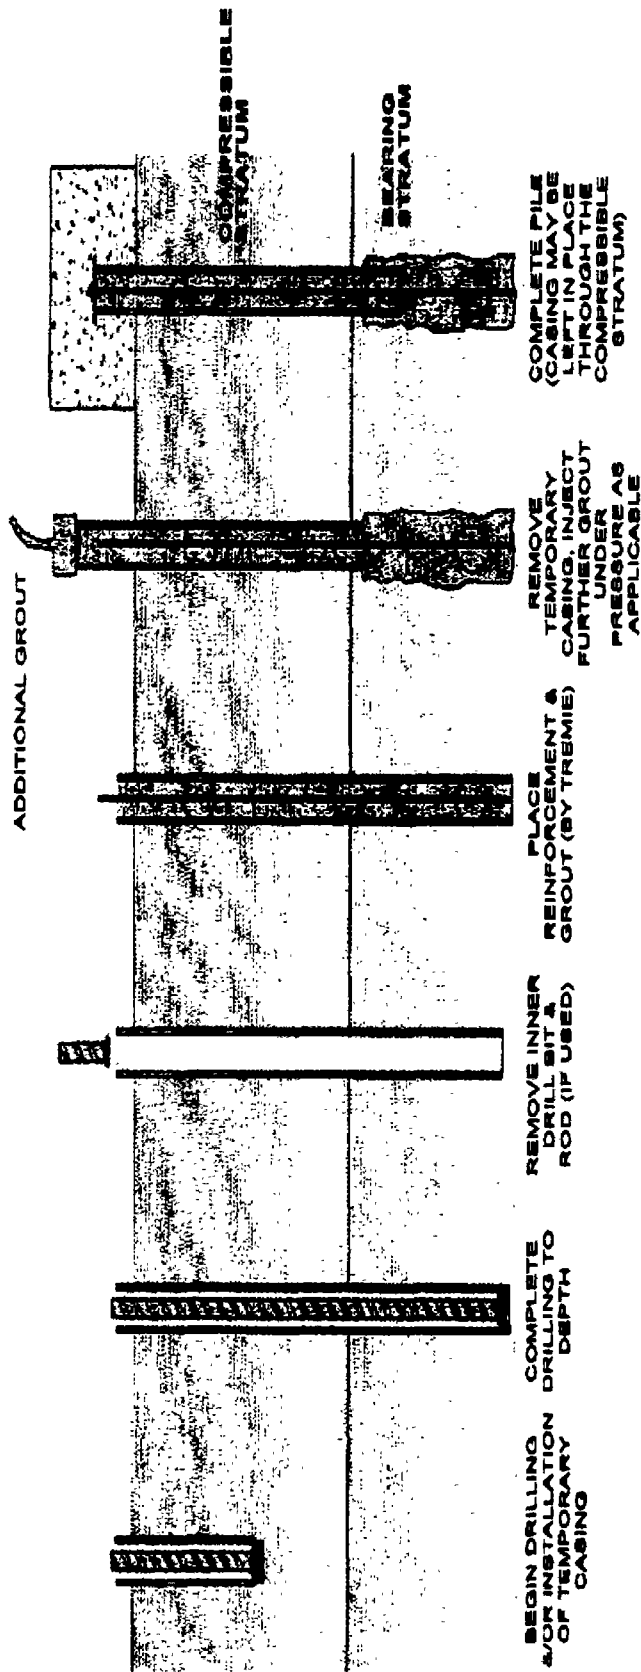 ADDITIONAL GROUT
COMPRESSIBLE
STRATUM
BEARING
STRATUM
BEGIN DRILLING
&/OR INSTALLATION
OF TEMPORARY
CASING
COMPLETE
DRILLING TO
DEPTH
REMOVE INNER
DRILL BIT &
ROD (IF USED)
PLACE
REINFORCEMENT &
GROUT (BY TREMIE)
REMOVE
TEMPORARY
CASING, INJECT
FURTHER GROUT
UNDER
PRESSURE AS
APPLICABLE
COMPLETE PILE
(CASING MAY BE
LEFT IN PLACE
THROUGH THE
COMPRESSIBLE
STRATUM)